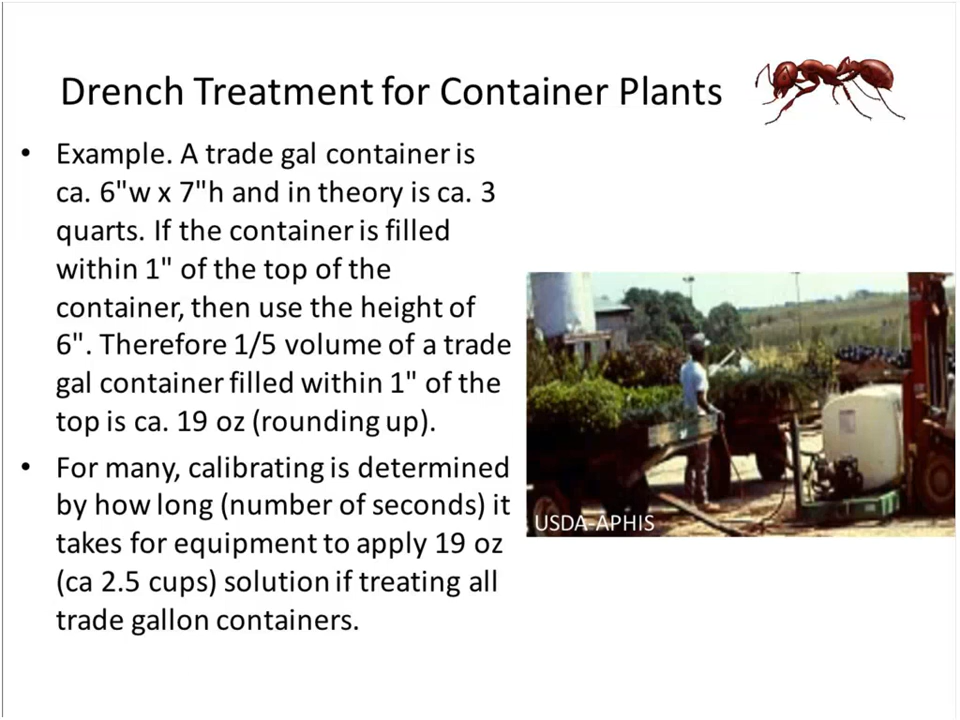 Drench Treatment for Container Plants
• Example. A trade gal container is
ca. 6"w x 7"h and in theory is ca. 3
quarts. If the container is filled
within 1" of the top of the
container, then use the height of
6". Therefore 1/5 volume of a trade
gal container filled within 1" of the
top is ca. 19 oz (rounding up).
• For many, calibrating is determined
by how long (number of seconds) it
takes for equipment to apply 19 oz
(ca 2.5 cups) solution if treating all
trade gallon containers.
USDA-APHIS